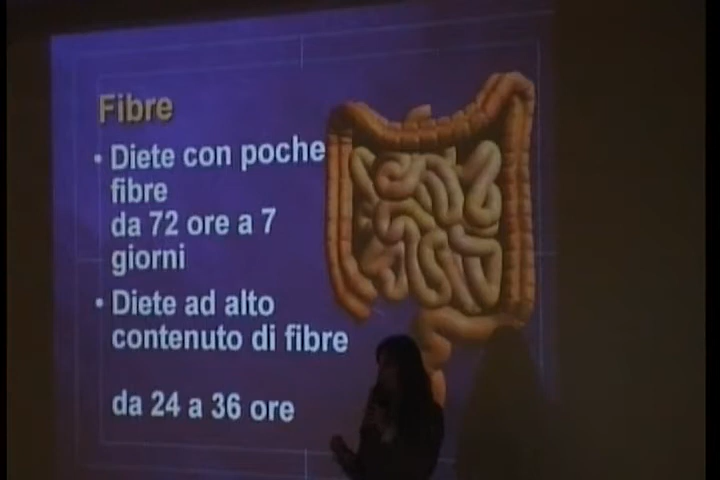 Fibre
• Diete con poche
fibre
da 72 ore a 7
giorni
• Diete ad alto
contenuto di fibre
da 24 a 36 ore